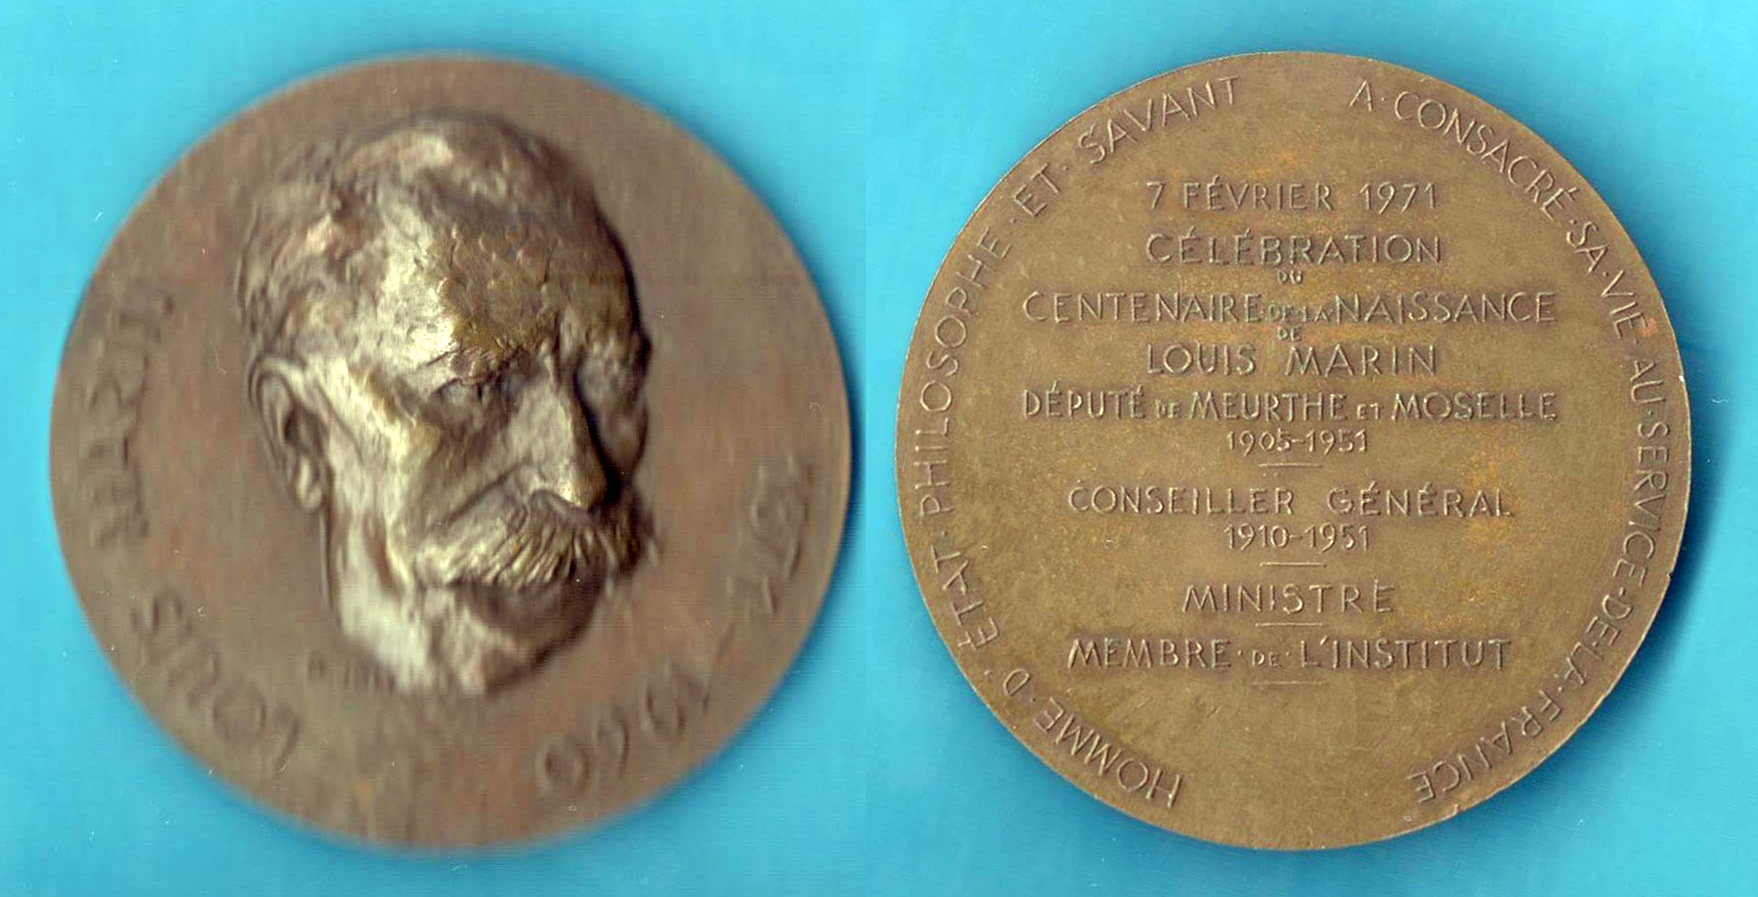 LOUIS MARIN
1871 - 1960
HOMME · D'ÉTAT · PHILOSOPHE · ET · SAVANT
A · CONSACRÉ · SA · VIE · AU · SERVICE · DE · LA · FRANCE
7 FÉVRIER 1971
CÉLÉBRATION
DU
CENTENAIRE DE LA NAISSANCE
DE
LOUIS MARIN
DÉPUTÉ DE MEURTHE ET MOSELLE
1905-1951
CONSEILLER GÉNÉRAL
1910-1951
MINISTRE
MEMBRE · DE · L'INSTITUT